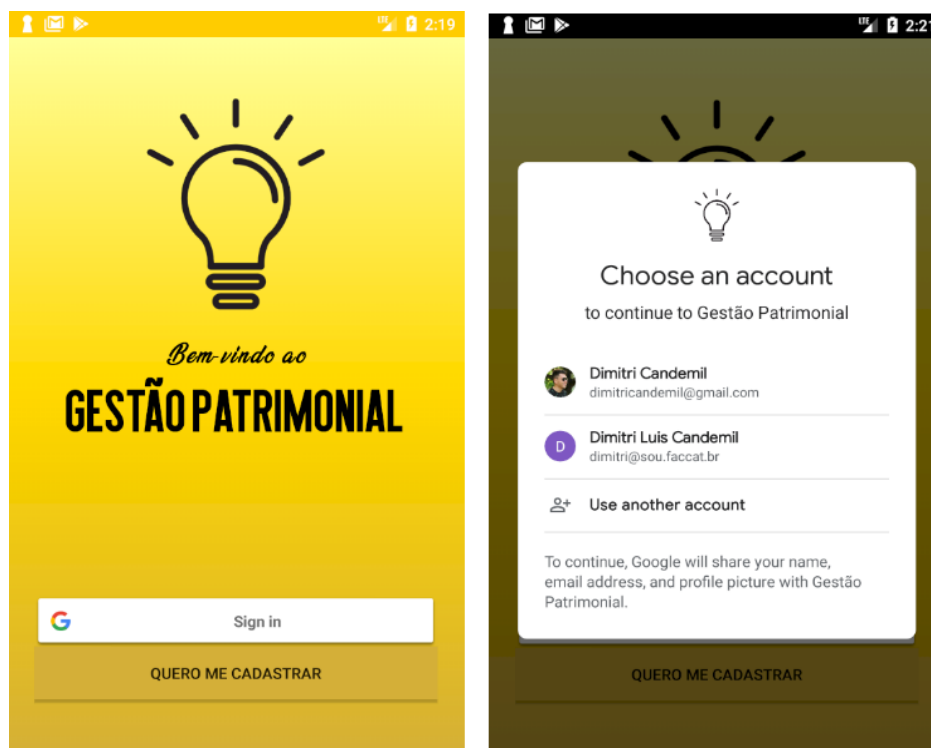 2:19
Bem-vindo ao
GESTÃO PATRIMONIAL
G
Sign in
QUERO ME CADASTRAR
LTE
2:21
Choose an account
to continue to Gestão Patrimonial
Dimitri Candemil
dimitricandemil@gmail.com
D
Dimitri Luis Candemil
dimitri@sou.faccat.br
Use another account
To continue, Google will share your name,
email address, and profile picture with Gestão
Patrimonial.
QUERO ME CADASTRAR